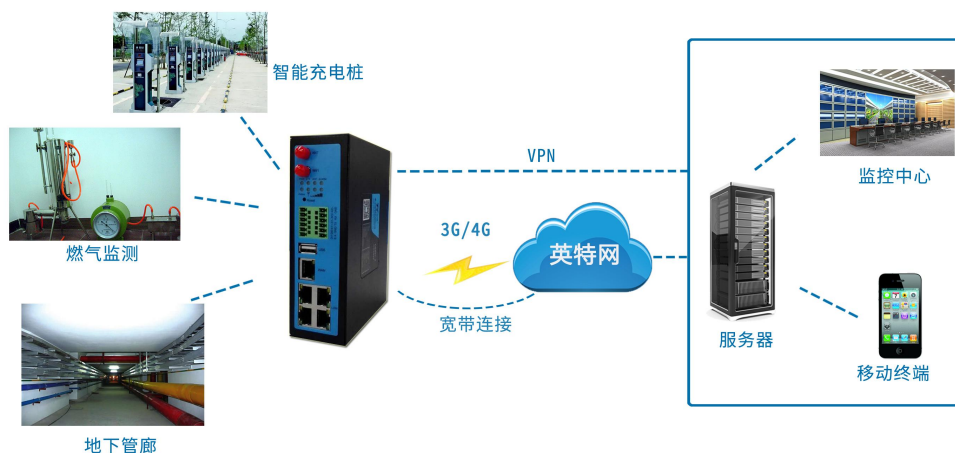 智能充电桩
VPN
监控中心
燃气监测
3G/4G
英特网
宽带连接
服务器
移动终端
地下管廊